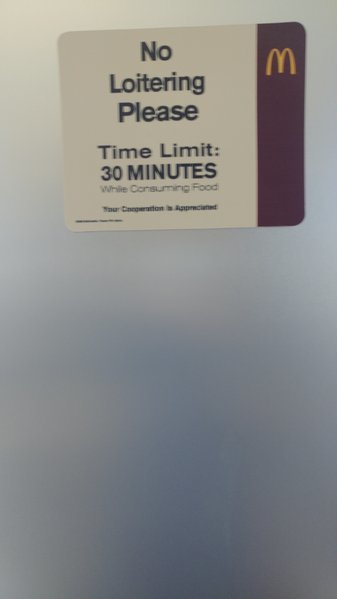 No
Loitering
Please
Time Limit:
30 MINUTES
While Consuming Food
Your Cooperation Is Appreciated